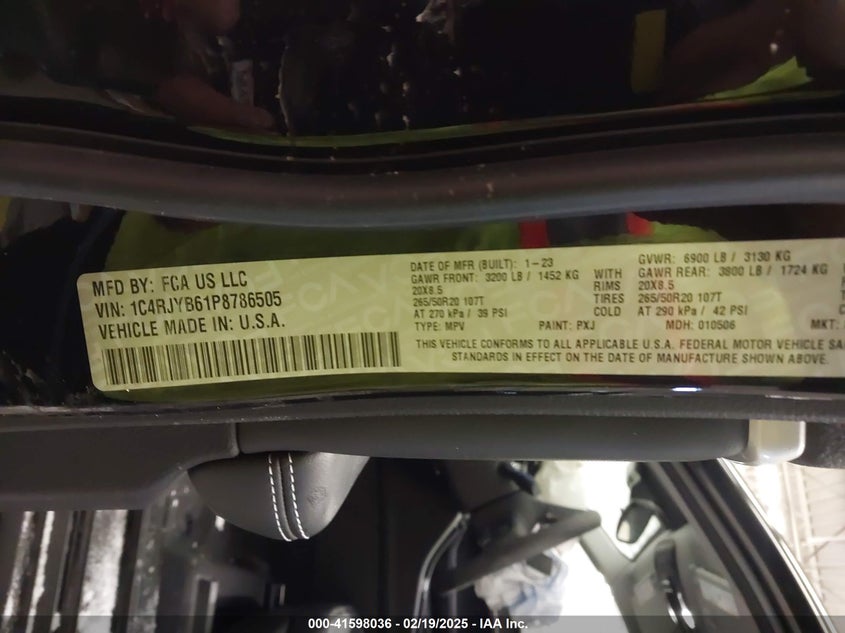 MFD BY: FCA US LLC
VIN: 1C4RJYB61P8786505
VEHICLE MADE IN: U.S.A.
DATE OF MFR (BUILT): 1-23
GVWR: 6900 LB / 3130 KG
GAWR FRONT: 3200 LB / 1452 KG WITH GAWR REAR: 3800 LB / 1724 KG
20X8.5 RIMS 20X8.5
265/50R20 107T TIRES 265/50R20 107T
AT 270 kPa / 39 PSI COLD AT 290 kPa / 42 PSI
TYPE: MPV PAINT: PXJ MDH: 010506 MKT:
THIS VEHICLE CONFORMS TO ALL APPLICABLE U.S.A. FEDERAL MOTOR VEHICLE SA
STANDARDS IN EFFECT ON THE DATE OF MANUFACTURE SHOWN ABOVE.
000-41598036 - 02/19/2025 - IAA Inc.